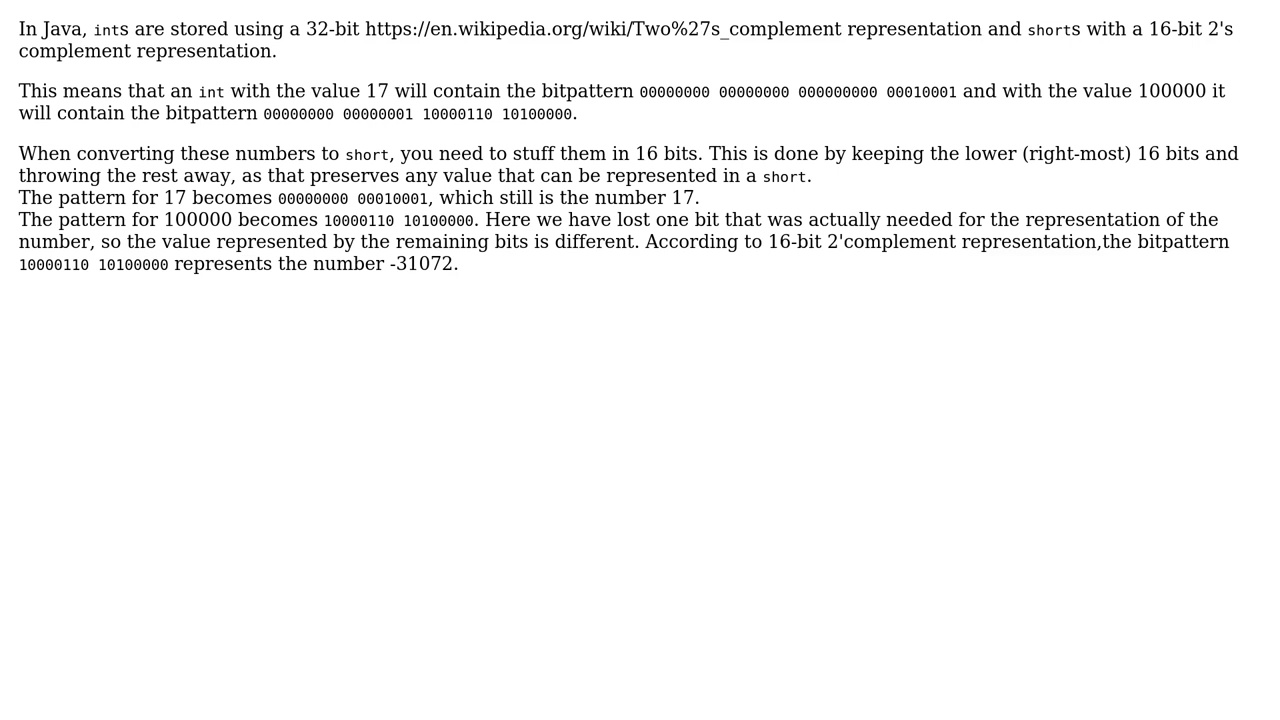 In Java, ints are stored using a 32-bit https://en.wikipedia.org/wiki/Two%27s_complement representation and shorts with a 16-bit 2's
complement representation.
This means that an int with the value 17 will contain the bitpattern 00000000 00000000 000000000 00010001 and with the value 100000 it
will contain the bitpattern 00000000 00000001 10000110 10100000.
When converting these numbers to short, you need to stuff them in 16 bits. This is done by keeping the lower (right-most) 16 bits and
throwing the rest away, as that preserves any value that can be represented in a short.
The pattern for 17 becomes 00000000 00010001, which still is the number 17.
The pattern for 100000 becomes 10000110 10100000. Here we have lost one bit that was actually needed for the representation of the
number, so the value represented by the remaining bits is different. According to 16-bit 2'complement representation,the bitpattern
10000110 10100000 represents the number -31072.